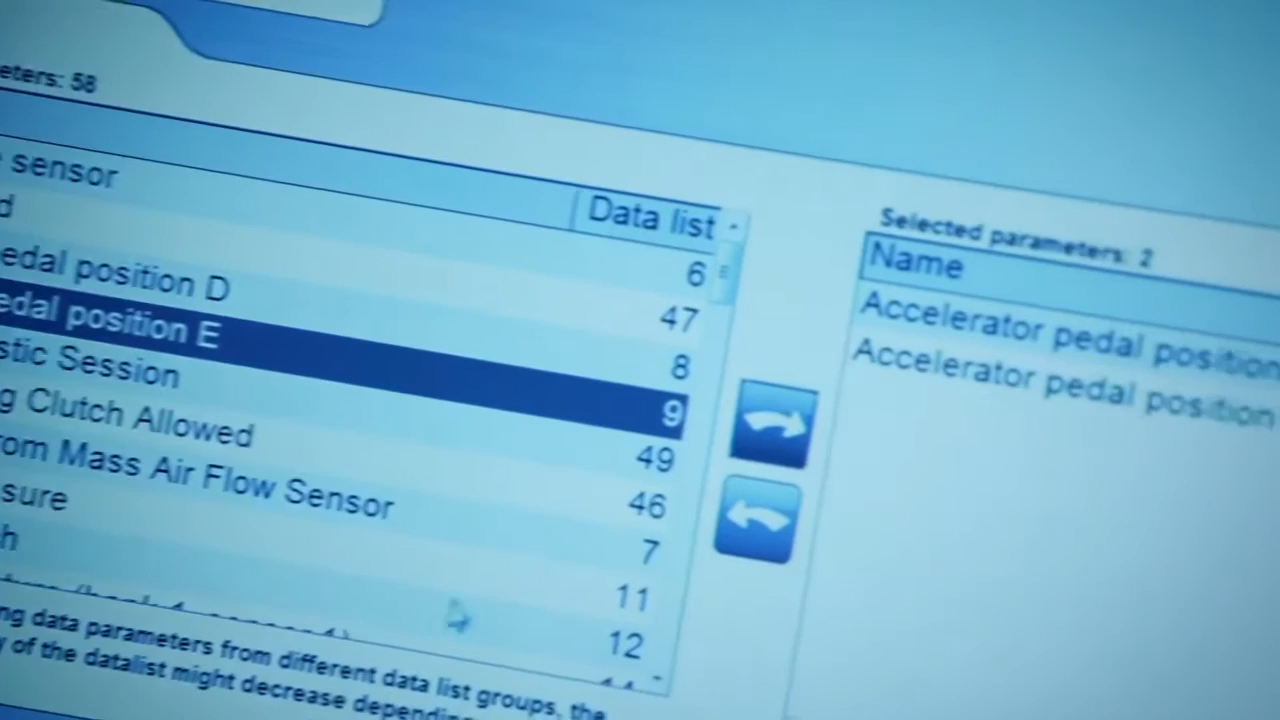 eters: 58
Data list
sensor 6
d 47
edal position D 8
edal position E 9
stic Session 49
g Clutch Allowed 46
om Mass Air Flow Sensor 7
sure 11
h 12
ng data parameters from different data list groups, the
y of the datalist might decrease depending
Selected parameters: 2
Name
Accelerator pedal position
Accelerator pedal position